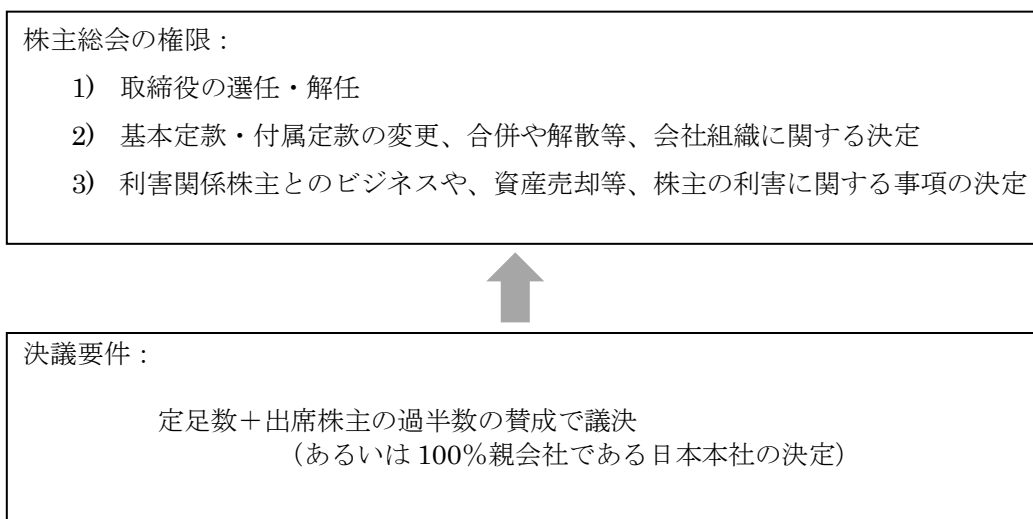 株主総会の権限：
1) 取締役の選任・解任
2) 基本定款・付属定款の変更、合併や解散等、会社組織に関する決定
3) 利害関係株主とのビジネスや、資産売却等、株主の利害に関する事項の決定
決議要件：
定足数＋出席株主の過半数の賛成で議決
（あるいは 100％親会社である日本本社の決定）